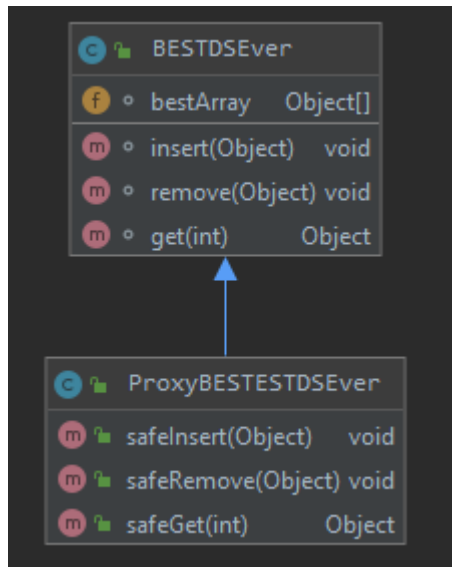 C BESTDSEver
f bestArray Object[]
m insert(Object) void
m remove(Object) void
m get(int) Object
C ProxyBESTESTDSEver
m safeInsert(Object) void
m safeRemove(Object) void
m safeGet(int) Object